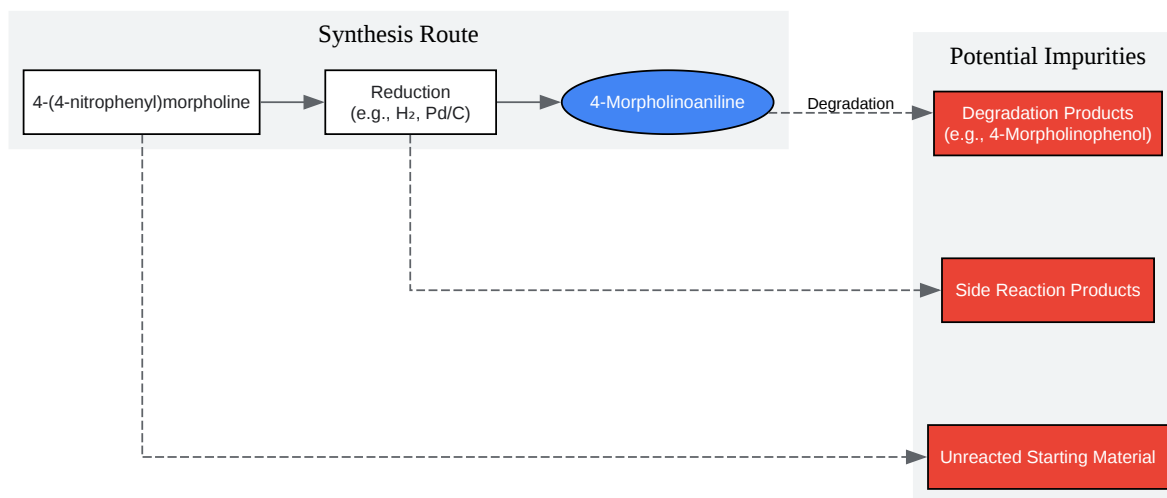 Synthesis Route
4-(4-nitrophenyl)morpholine
Reduction
(e.g., H₂, Pd/C)
4-Morpholinoaniline
Degradation
Potential Impurities
Degradation Products
(e.g., 4-Morpholinophenol)
Side Reaction Products
Unreacted Starting Material